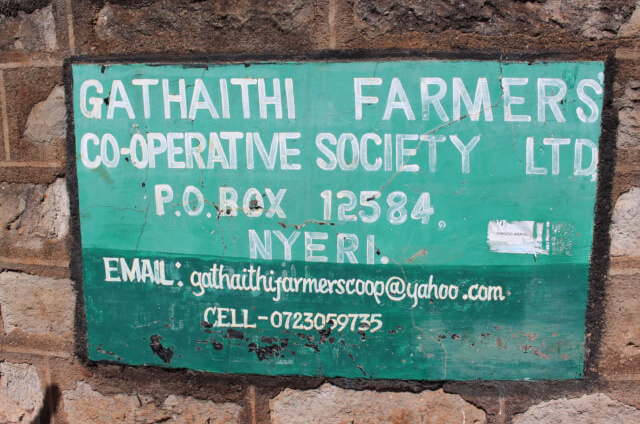 GATHAITHI FARMERS'
CO-OPERATIVE SOCIETY LTD
P.O.BOX 12584,
NYERI.
EMAIL: gathaithifarmerscoop@yahoo.com
CELL-0723059735